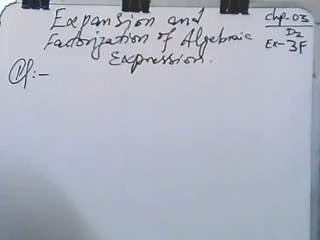 Expansion and
Factorization of Algebraic
Expression.
Chp-03
D2
Ex-3F